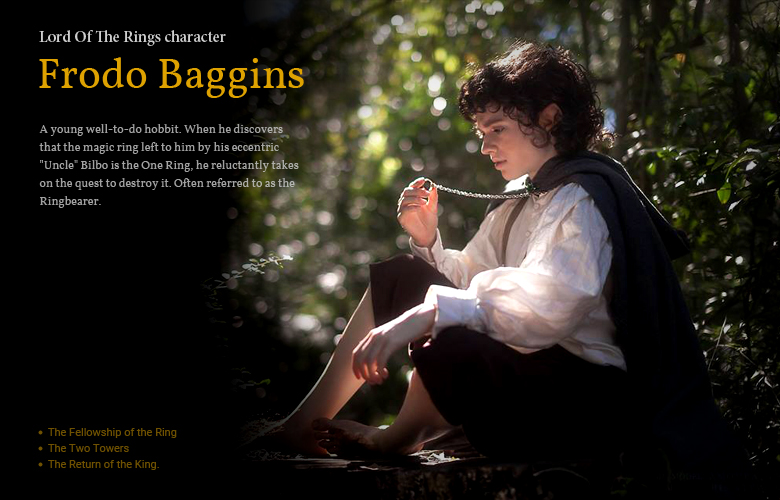 Lord Of The Rings character
Frodo Baggins
A young well-to-do hobbit. When he discovers
that the magic ring left to him by his eccentric
"Uncle" Bilbo is the One Ring, he reluctantly takes
on the quest to destroy it. Often referred to as the
Ringbearer.
• The Fellowship of the Ring
• The Two Towers
• The Return of the King.